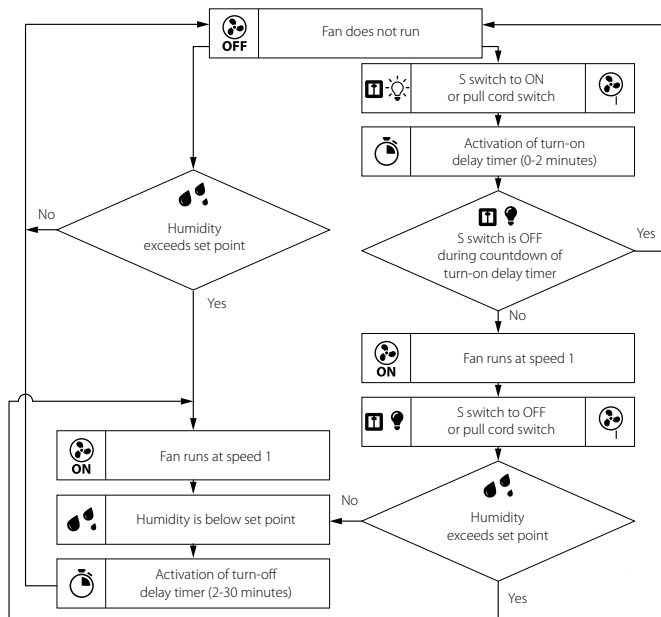 OFF
Fan does not run
S switch to ON
or pull cord switch
Activation of turn-on
delay timer (0-2 minutes)
No
Humidity
exceeds set point
Yes
S switch is OFF
during countdown of
turn-on delay timer
Yes
No
ON
Fan runs at speed 1
S switch to OFF
or pull cord switch
ON
Fan runs at speed 1
Humidity is below set point
No
Humidity
exceeds set point
Activation of turn-off
delay timer (2-30 minutes)
Yes